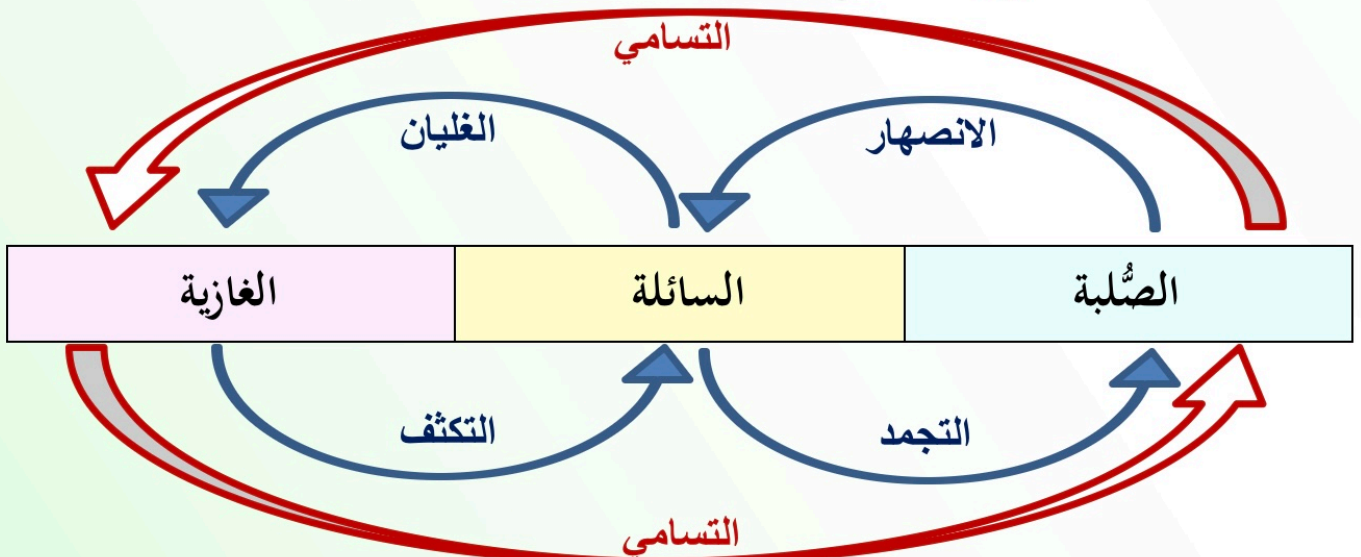 التسامي
الانصهار
الغليان
الصُّلبة
السائلة
الغازية
التجمد
التكثف
التسامي